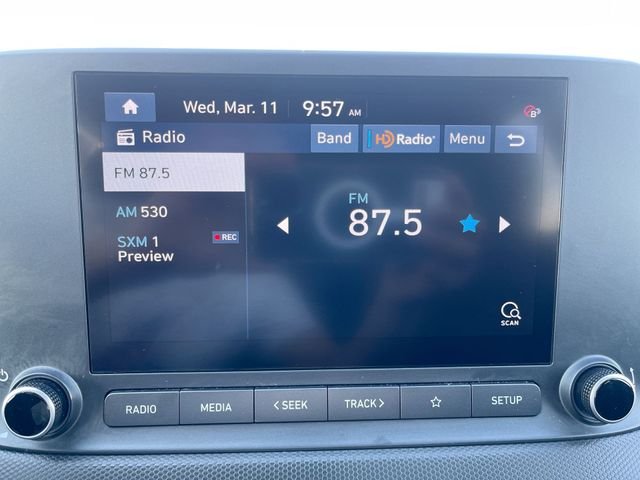 Wed, Mar. 11 9:57 AM B
Radio Band HD Radio Menu
FM 87.5
AM 530
SXM 1 REC
Preview
FM
87.5
SCAN
RADIO MEDIA <SEEK TRACK> SETUP